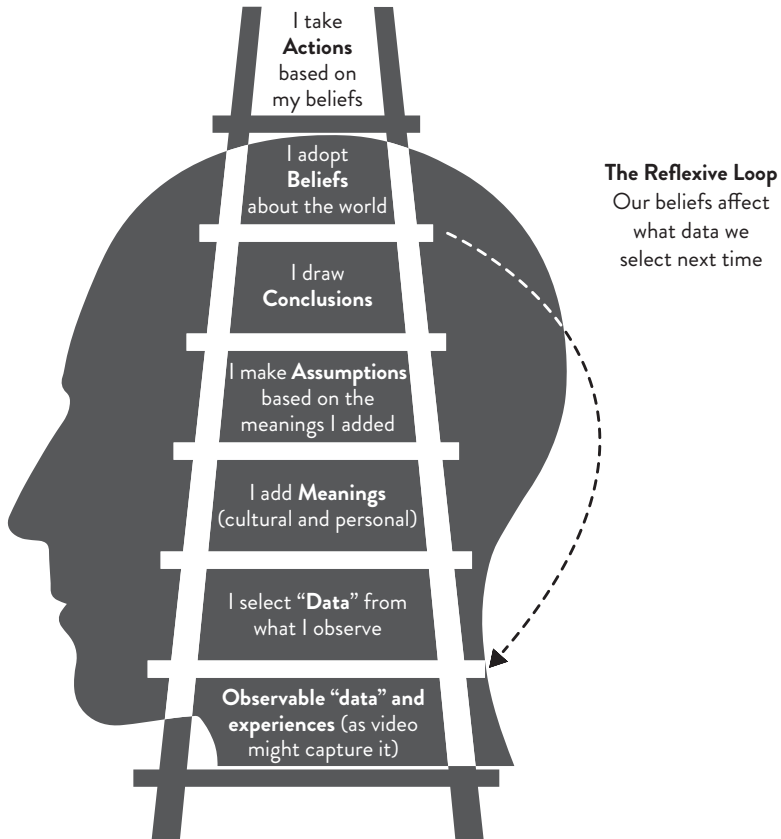 I take
Actions
based on
my beliefs
I adopt
Beliefs
about the world
The Reflexive Loop
Our beliefs affect
what data we
select next time
I draw
Conclusions
I make Assumptions
based on the
meanings I added
I add Meanings
(cultural and personal)
I select “Data” from
what I observe
Observable “data” and
experiences (as video
might capture it)